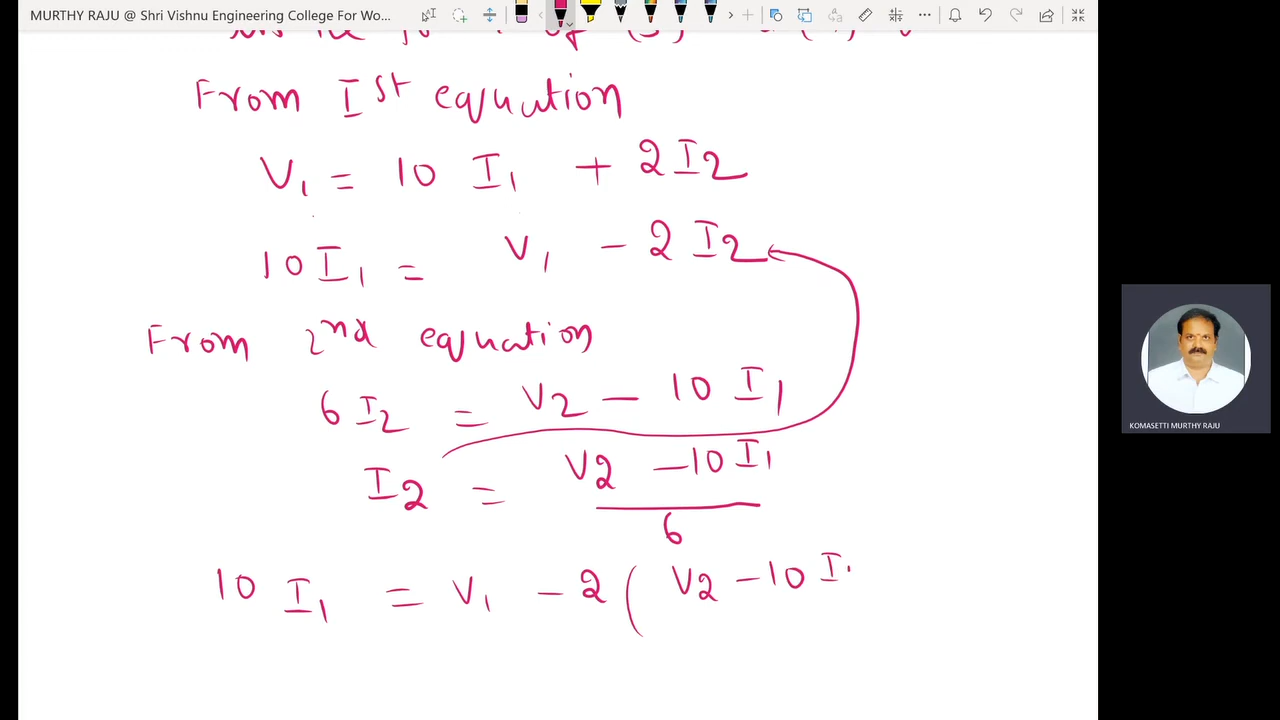 MURTHY RAJU @ Shri Vishnu Engineering College For Wo...
From Ist equation
V1 = 10 I1 + 2I2
10 I1 = V1 - 2 I2
From 2nd equation
6 I2 = V2 - 10 I1
I2 = V2 - 10 I1
6
10 I1 = V1 - 2 ( V2 - 10 I
KOMASETTI MURTHY RAJU